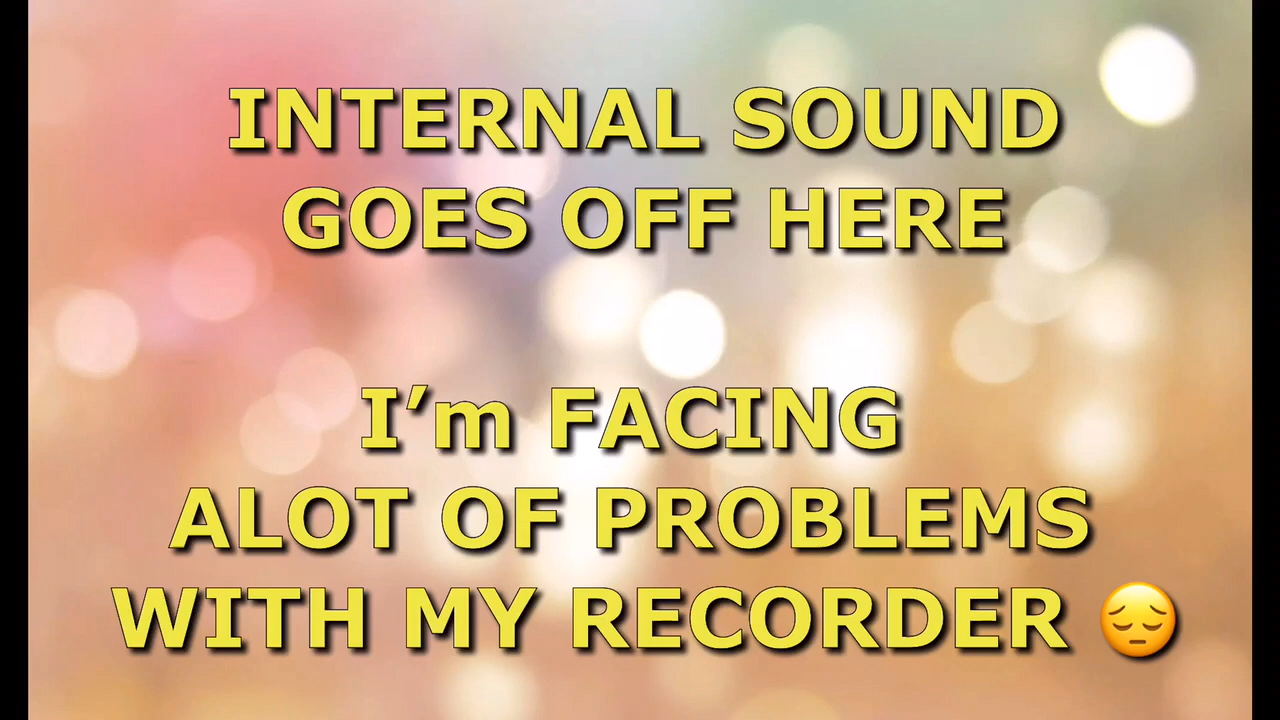 INTERNAL SOUND
GOES OFF HERE
I’m FACING
ALOT OF PROBLEMS
WITH MY RECORDER 😔